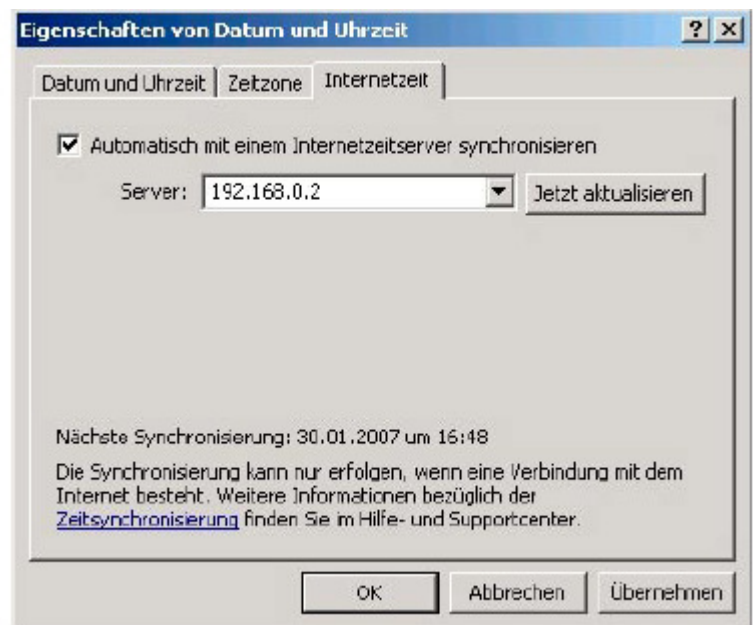 Eigenschaften von Datum und Uhrzeit
Datum und Uhrzeit
Zeitzone
Internetzeit
Automatisch mit einem Internetzeitserver synchronisieren
Server: 192.168.0.2
Jetzt aktualisieren
Nächste Synchronisierung: 30.01.2007 um 16:48
Die Synchronisierung kann nur erfolgen, wenn eine Verbindung mit dem
Internet besteht. Weitere Informationen bezüglich der
Zeitsynchronisierung finden Sie im Hilfe- und Supportcenter.
OK
Abbrechen
Übernehmen